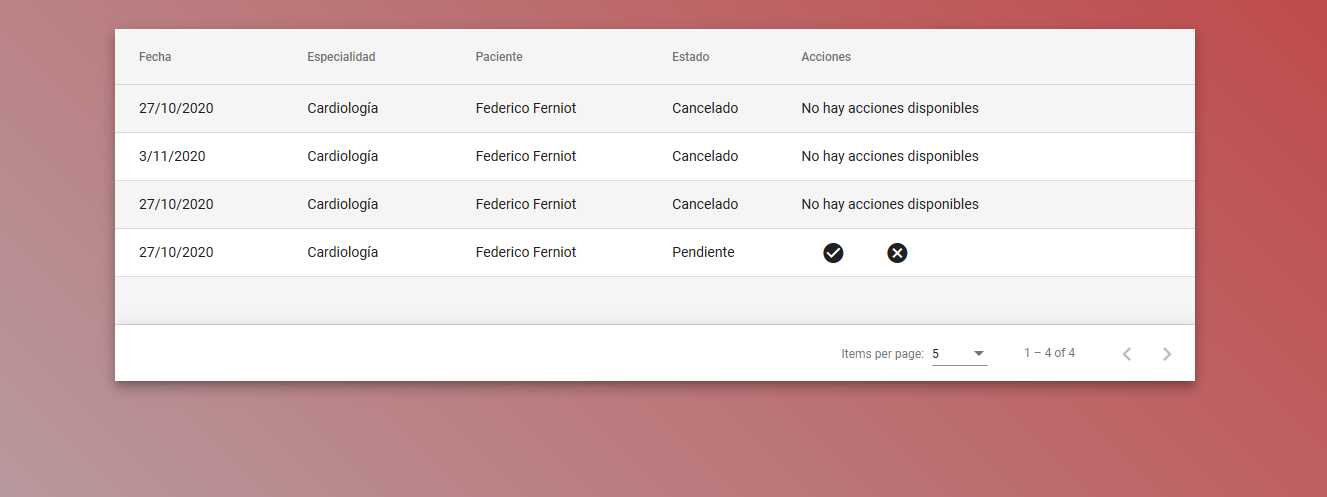 Fecha Especialidad Paciente Estado Acciones
27/10/2020 Cardiología Federico Ferniot Cancelado No hay acciones disponibles
3/11/2020 Cardiología Federico Ferniot Cancelado No hay acciones disponibles
27/10/2020 Cardiología Federico Ferniot Cancelado No hay acciones disponibles
27/10/2020 Cardiología Federico Ferniot Pendiente
Items per page: 5 1 – 4 of 4